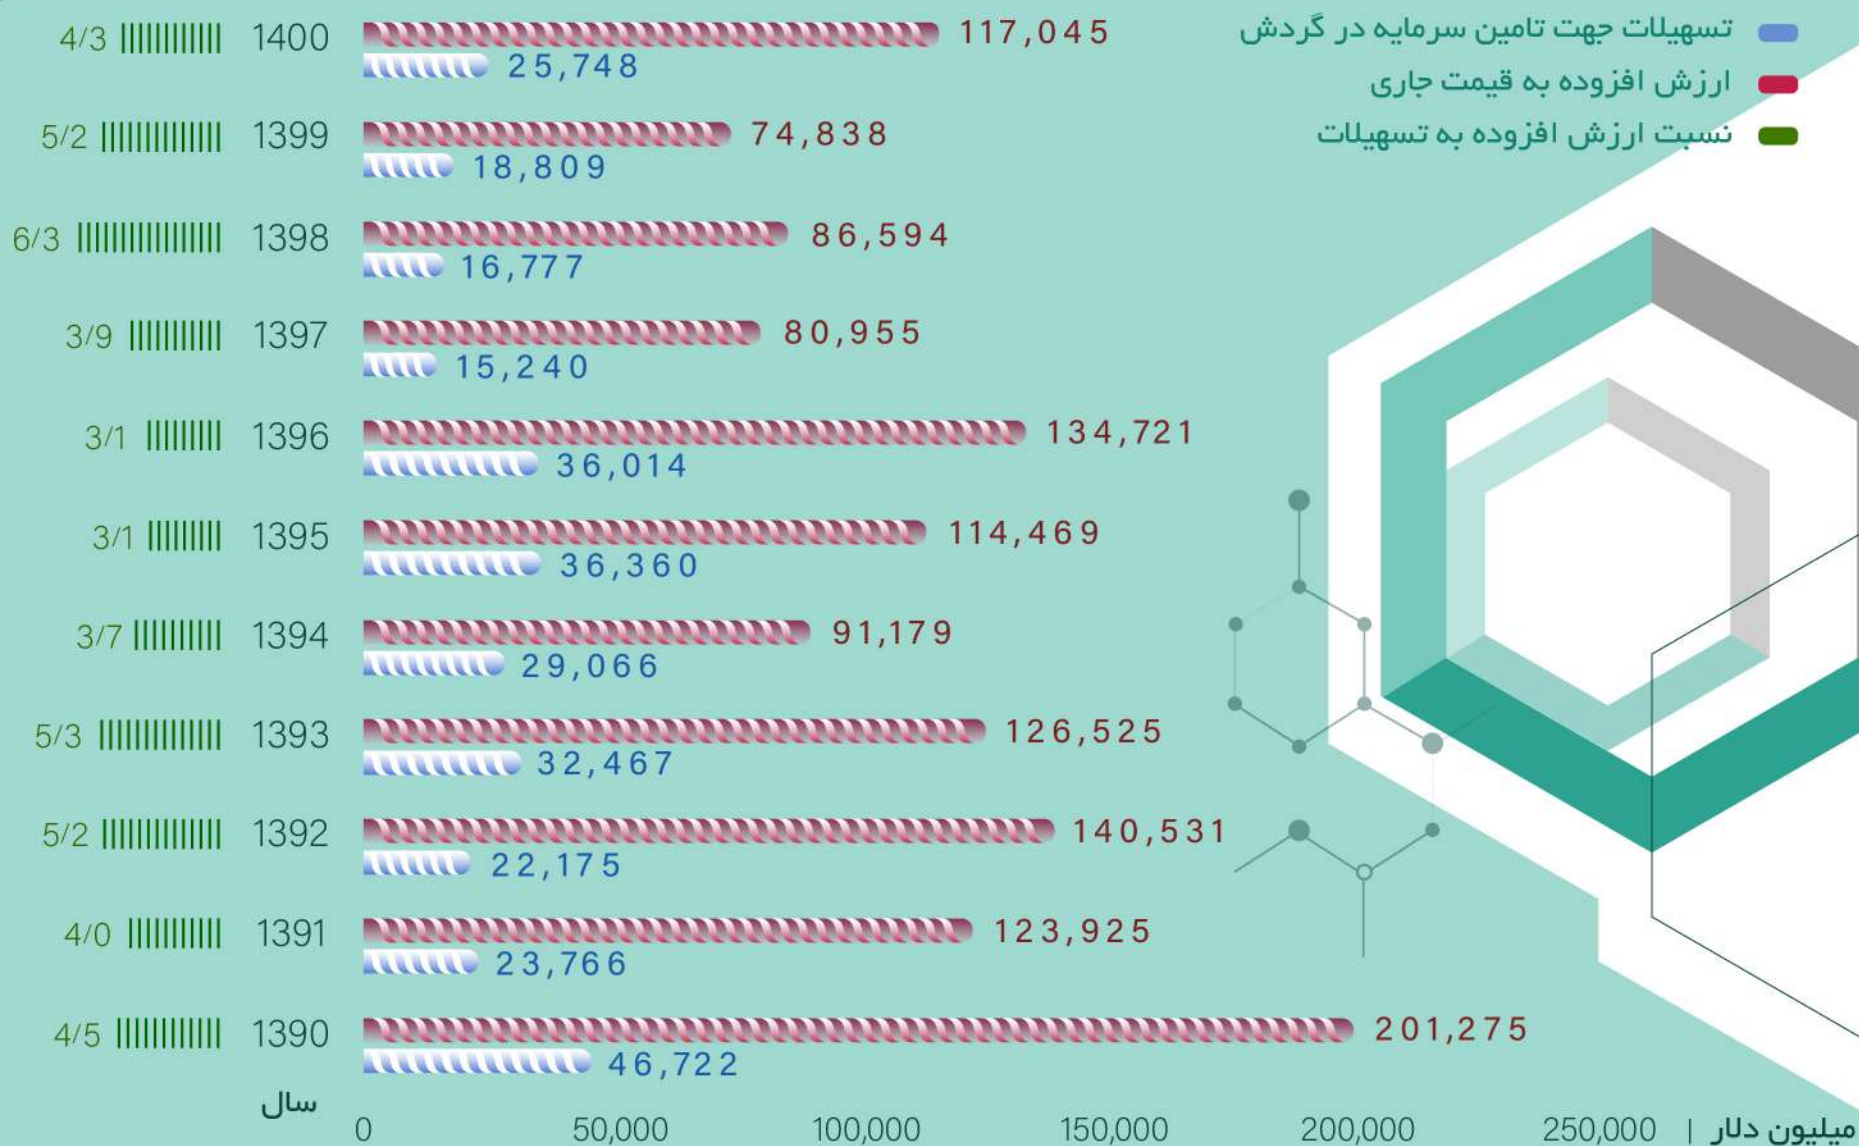 تسهیلات جهت تامین سرمایه در گردش
ارزش افزوده به قیمت جاری
نسبت ارزش افزوده به تسهیلات
4/3 1400 117,045
25,748
5/2 1399 74,838
18,809
6/3 1398 86,594
16,777
3/9 1397 80,955
15,240
3/1 1396 134,721
36,014
3/1 1395 114,469
36,360
3/7 1394 91,179
29,066
5/3 1393 126,525
32,467
5/2 1392 140,531
22,175
4/0 1391 123,925
23,766
4/5 1390 201,275
46,722
سال
0 50,000 100,000 150,000 200,000 250,000 | میلیون دلار